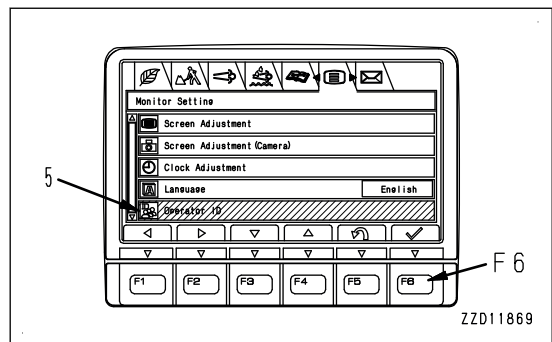 Monitor Setting
Screen Adjustment
Screen Adjustment (Camera)
Clock Adjustment
A Language English
5
Operator ID
F1 F2 F3 F4 F5 F6
F6
ZZD11869